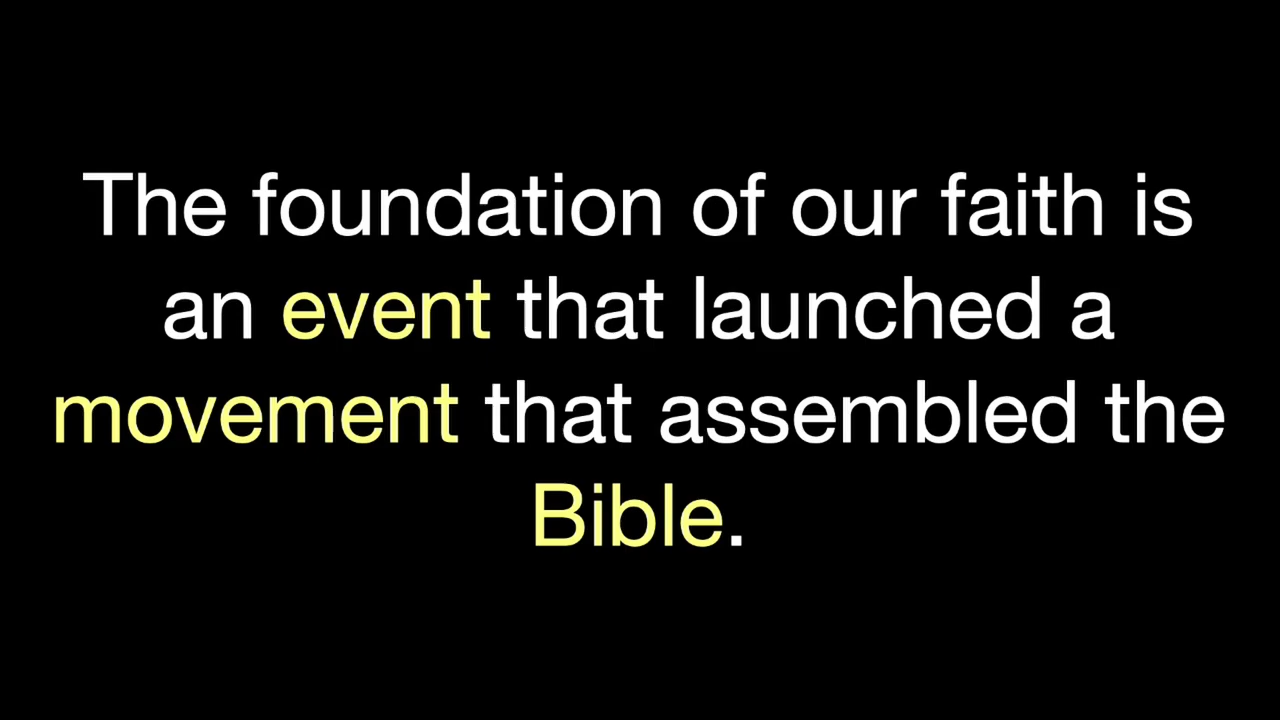 The foundation of our faith is
an event that launched a
movement that assembled the
Bible.